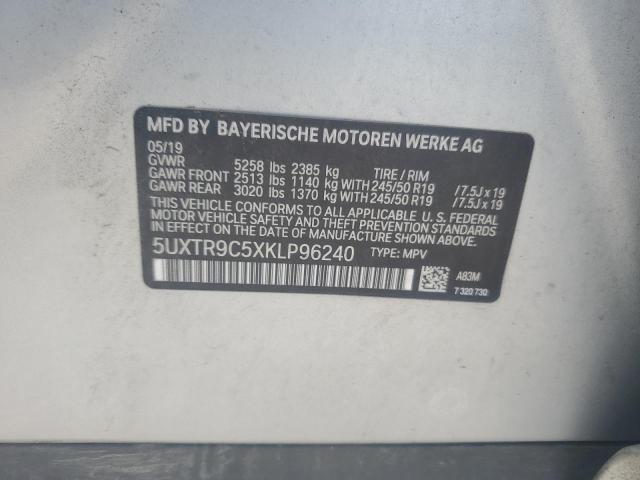 MFD BY BAYERISCHE MOTOREN WERKE AG
05/19
GVWR 5258 lbs 2385 kg TIRE / RIM
GAWR FRONT 2513 lbs 1140 kg WITH 245/50 R19 /7.5J x 19
GAWR REAR 3020 lbs 1370 kg WITH 245/50 R19 /7.5J x 19
THIS VEHICLE CONFORMS TO ALL APPLICABLE U. S. FEDERAL
MOTOR VEHICLE SAFETY AND THEFT PREVENTION STANDARDS
IN EFFECT ON THE DATE OF MANUFACTURE SHOWN ABOVE.
5UXTR9C5XKLP96240 TYPE: MPV
A83M
7 320 730